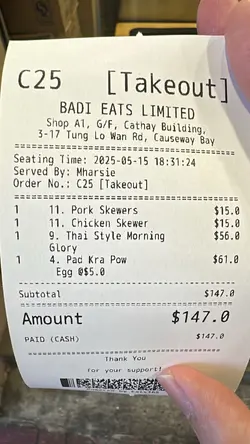 C25 [Takeout]
BADI EATS LIMITED
Shop A1, G/F, Cathay Building,
3-17 Tung Lo Wan Rd, Causeway Bay
Seating Time: 2025-05-15 18:31:24
Served By: Mharsie
Order No.: C25 [Takeout]
1 11. Pork Skewers $15.0
1 11. Chicken Skewer $15.0
1 9. Thai Style Morning $56.0
Glory
1 4. Pad Kra Pow $61.0
Egg @$5.0
Subtotal $147.0
Amount $147.0
PAID (CASH) $147.0
Thank You
for your support!